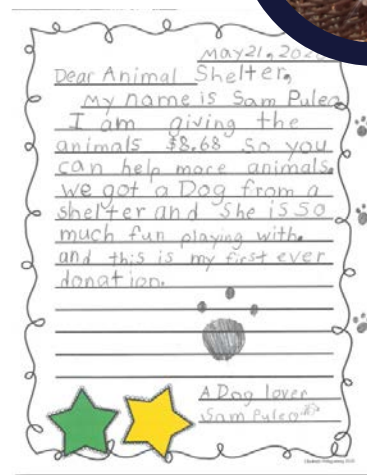 May 21, 202
Dear Animal Shelter,
My name is Sam Puleo
I am giving the
animals $8.68 So you
can help more animals.
we got a Dog from a
shelter and She is so
much fun playing with.
and this is my first ever
donation.
A Dog lover
Sam Puleo